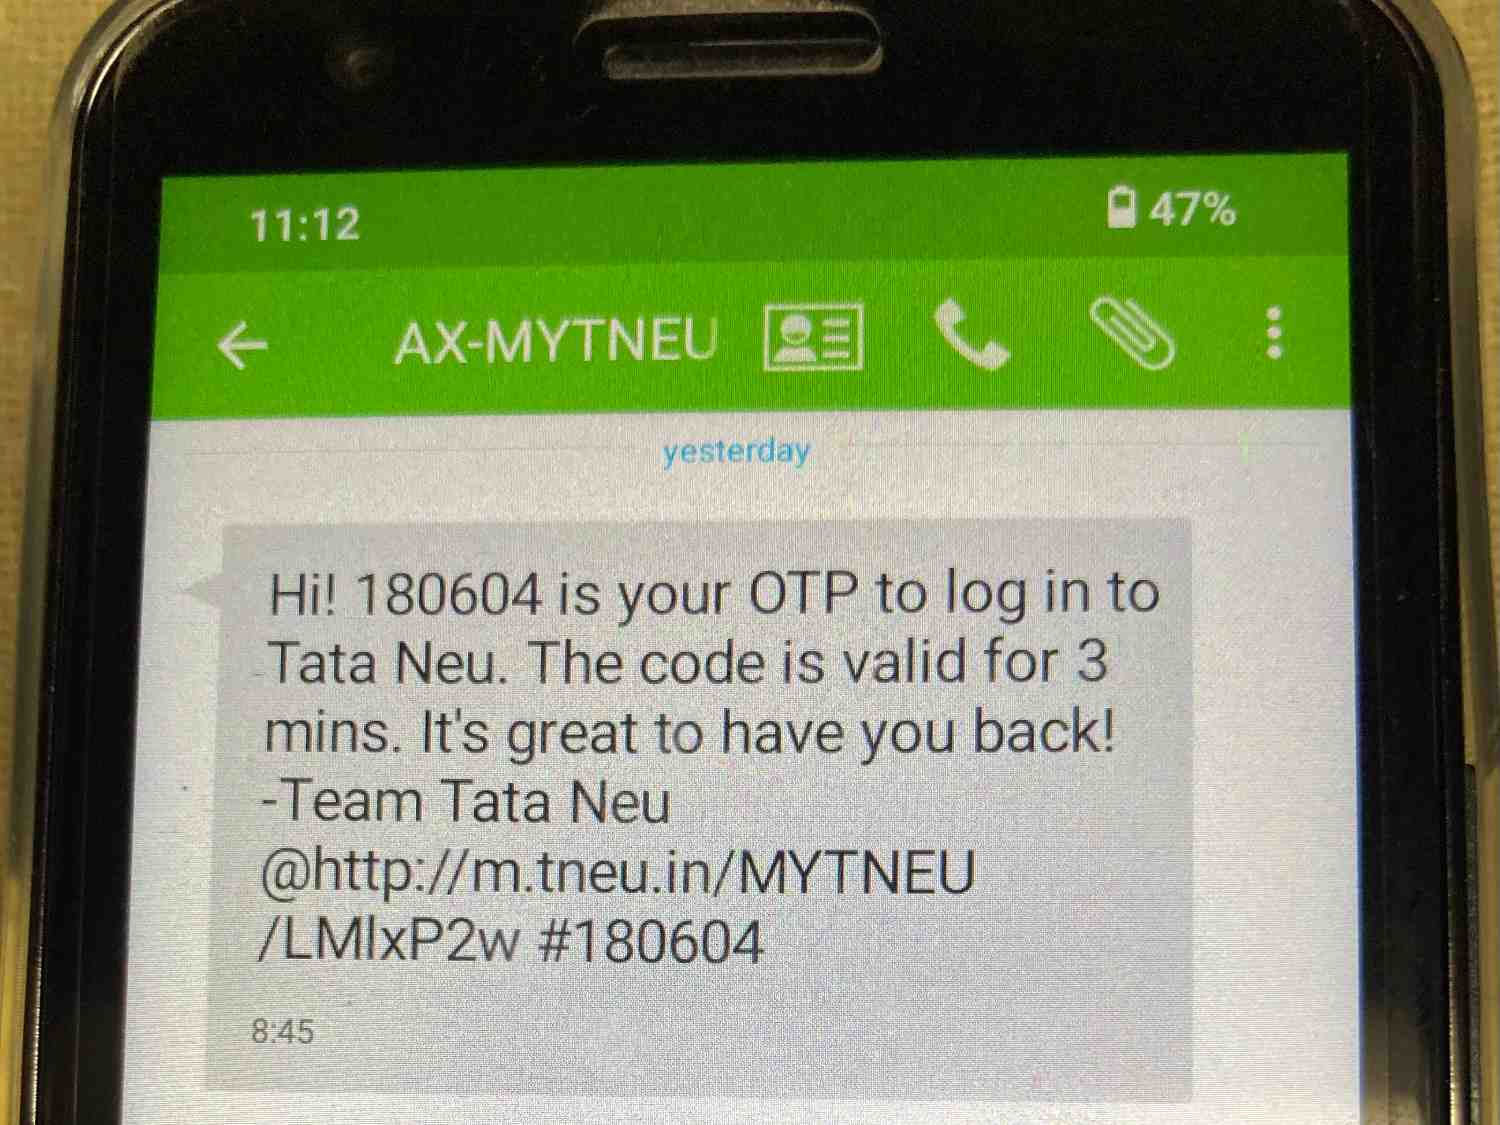 11:12 47%
AX-MYTNEU
yesterday
Hi! 180604 is your OTP to log in to
Tata Neu. The code is valid for 3
mins. It's great to have you back!
-Team Tata Neu
@http://m.tneu.in/MYTNEU
/LMlxP2w #180604
8:45